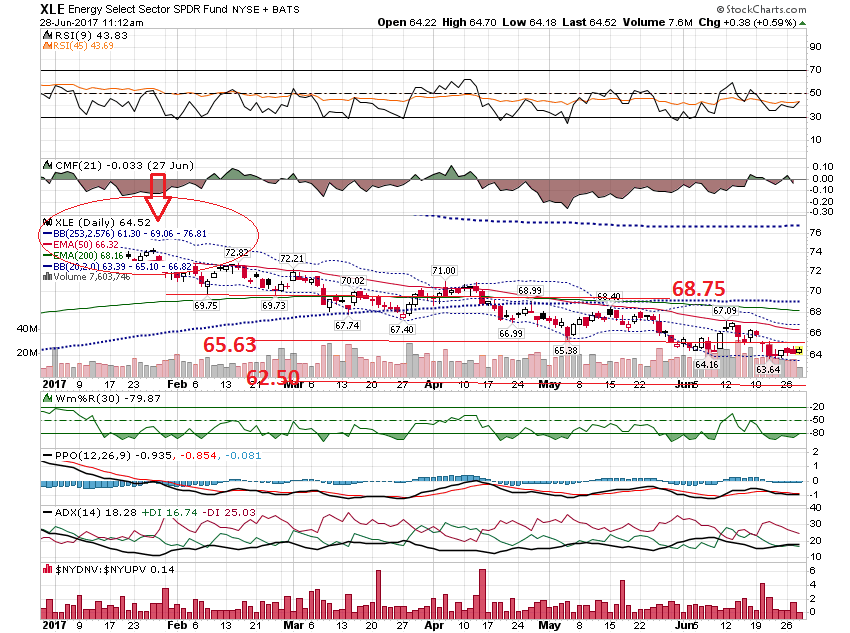 XLE Energy Select Sector SPDR Fund NYSE + BATS
© StockCharts.com
28-Jun-2017 11:12am
Open 64.22 High 64.70 Low 64.18 Last 64.52 Volume 7.6M Chg +0.38 (+0.59%)
RSI(9) 43.83
RSI(45) 43.69
90
70
50
30
10
CMF(21) -0.033 (27 Jun)
0.10
0.00
-0.10
-0.20
-0.30
XLE (Daily) 64.52
BB(253,2.576) 61.30 - 69.06 - 76.81
EMA(50) 66.32
EMA(200) 68.16
BB(20,2.0) 63.39 - 65.10 - 66.82
Volume 7,603,746
76
74
72
70
68
66
64
40M
20M
72.82
72.21
71.00
70.02
69.75
69.73
68.99
68.40
68.75
67.74
67.40
67.09
66.99
65.63
65.38
64.16
63.64
62.50
2017 9 17 23 Feb 6 13 21 Mar 6 13 20 27 Apr 10 17 24 May 8 15 22 Jun 5 12 19 26
Wm%R(30) -79.87
-20
-50
-80
PPO(12,26,9) -0.935, -0.854, -0.081
2
1
0
-1
ADX(14) 18.28 +DI 16.74 -DI 25.03
40
30
20
10
$NYDNV:$NYUPV 0.14
6
4
2
0
2017 9 17 23 Feb 6 13 21 Mar 6 13 20 27 Apr 10 17 24 May 8 15 22 Jun 5 12 19 26